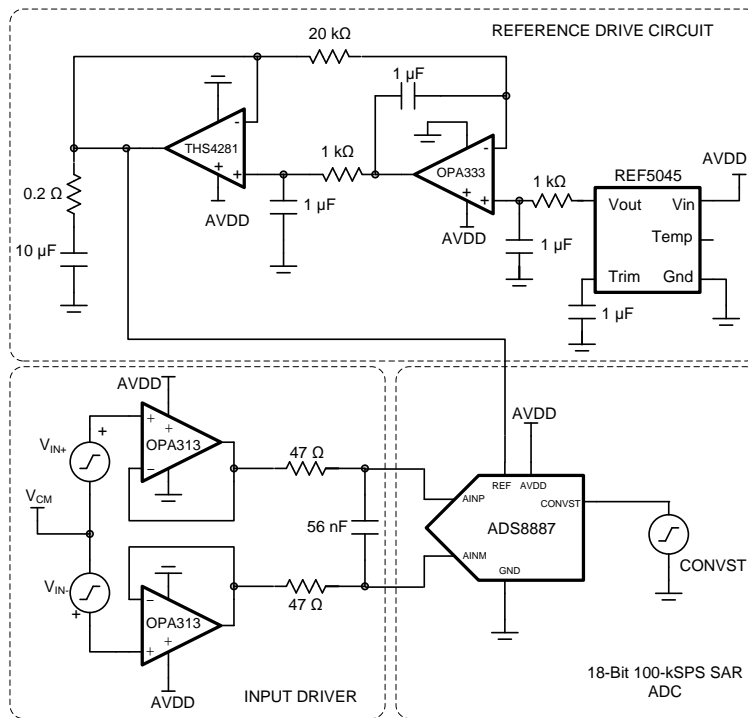 REFERENCE DRIVE CIRCUIT
20 kΩ
1 µF
-
THS4281
+
+
AVDD
1 kΩ
1 µF
-
OPA333
+
+
AVDD
1 kΩ
1 µF
REF5045
AVDD
Vout
Vin
Temp
Trim
Gnd
1 µF
0.2 Ω
10 µF
AVDD
+
VIN+
+
+
OPA313
−
47 Ω
VCM
56 nF
VIN-
+
−
OPA313
+
+
47 Ω
AVDD
INPUT DRIVER
AVDD
REF
AVDD
CONVST
AINP
ADS8887
AINM
GND
CONVST
18-Bit 100-kSPS SAR
ADC